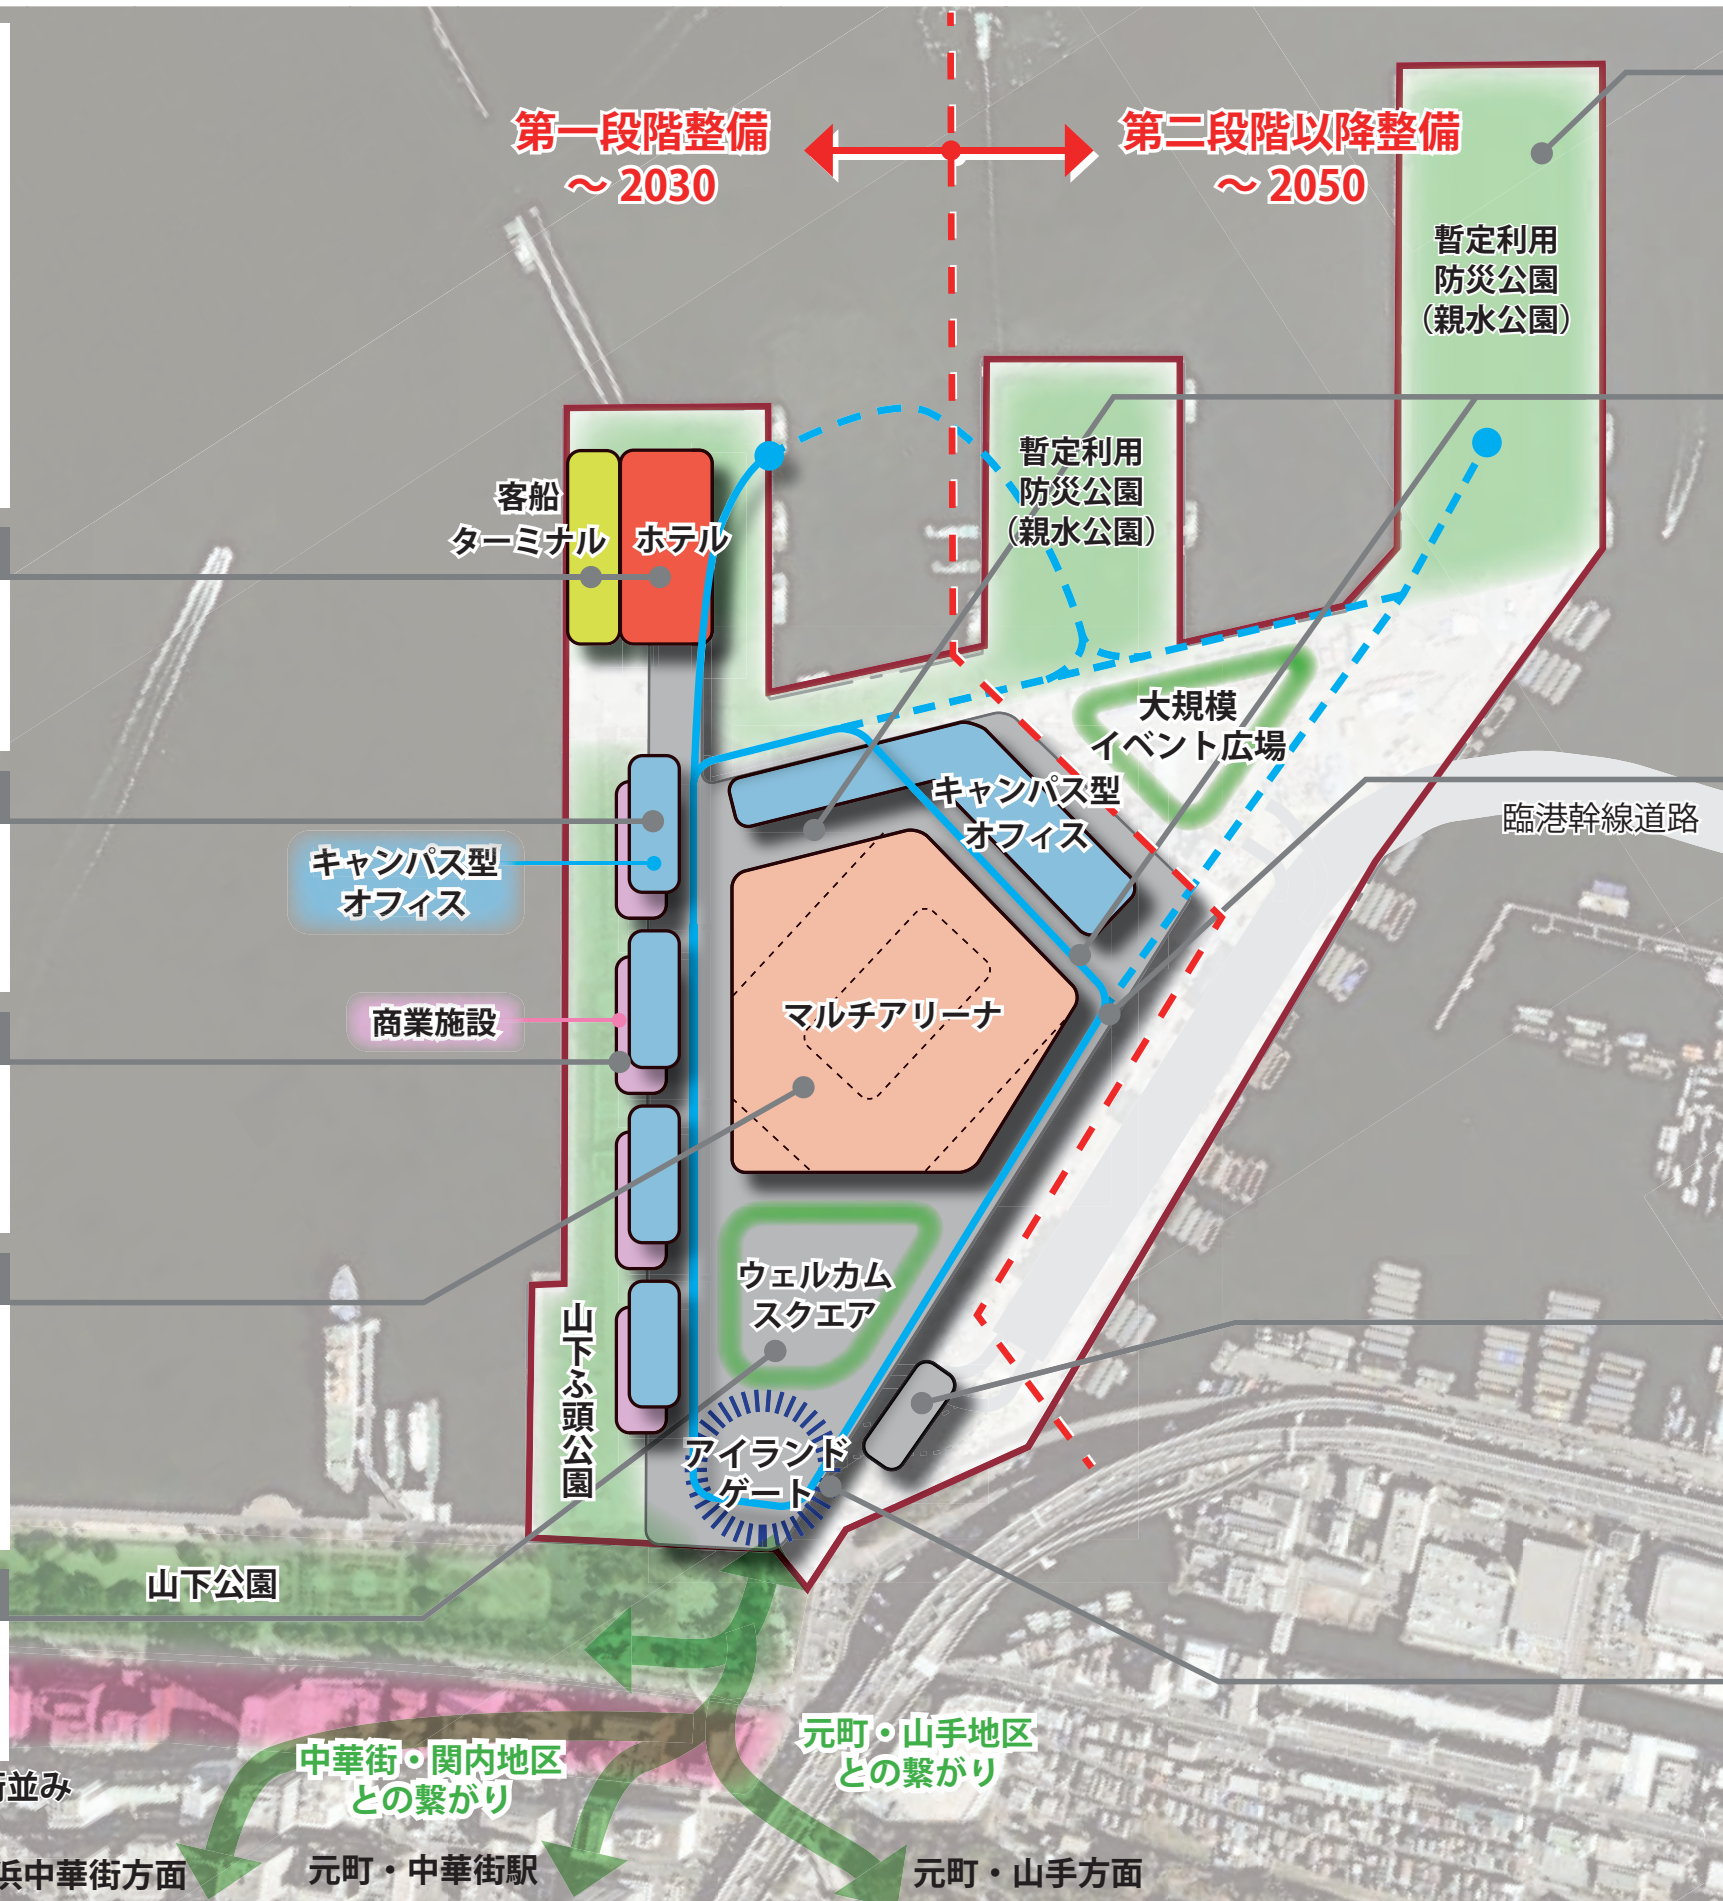 第一段階整備
～ 2030
第二段階以降整備
～ 2050
暫定利用
防災公園
（親水公園）
暫定利用
防災公園
（親水公園）
客船
ターミナル
ホテル
大規模
イベント広場
キャンパス型
オフィス
臨港幹線道路
キャンパス型
オフィス
商業施設
マルチアリーナ
ウェルカム
スクエア
山下ふ頭公園
アイランド
ゲート
山下公園
元町・山手地区
との繋がり
中華街・関内地区
との繋がり
並み
浜中華街方面
元町・中華街駅
元町・山手方面